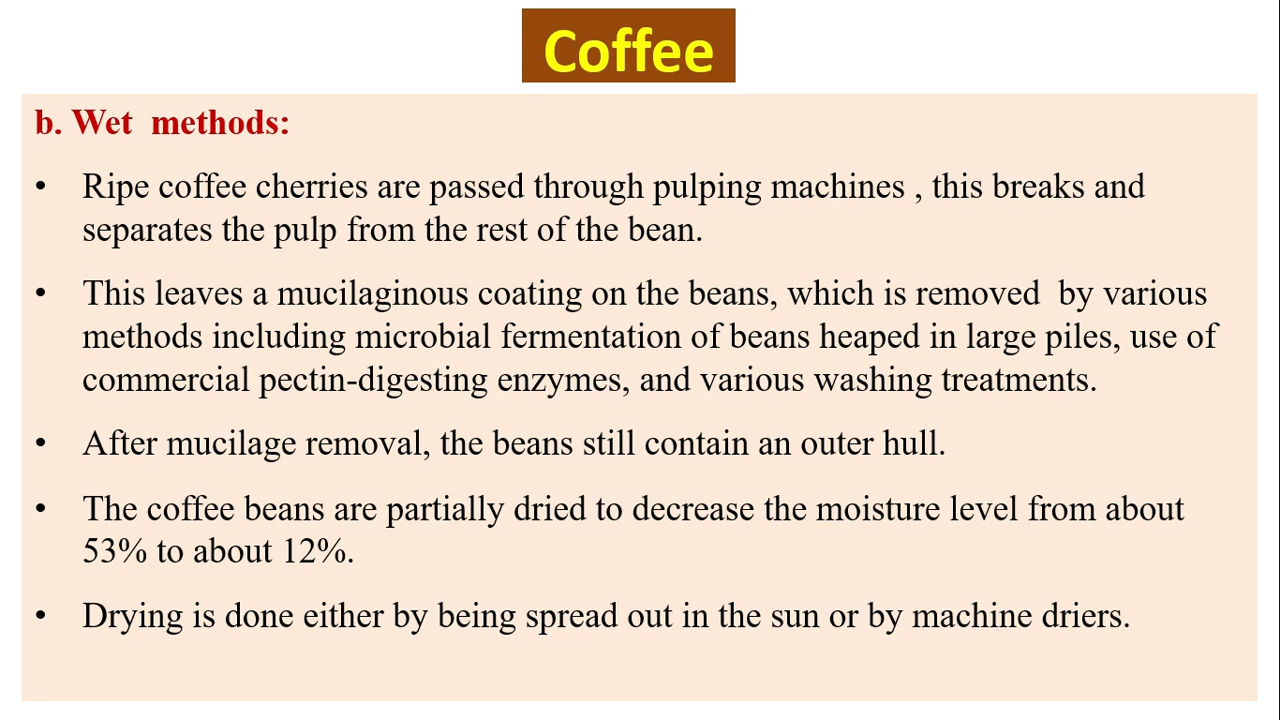 Coffee
b. Wet  methods:
• Ripe coffee cherries are passed through pulping machines , this breaks and
separates the pulp from the rest of the bean.
• This leaves a mucilaginous coating on the beans, which is removed  by various
methods including microbial fermentation of beans heaped in large piles, use of
commercial pectin-digesting enzymes, and various washing treatments.
• After mucilage removal, the beans still contain an outer hull.
• The coffee beans are partially dried to decrease the moisture level from about
53% to about 12%.
• Drying is done either by being spread out in the sun or by machine driers.